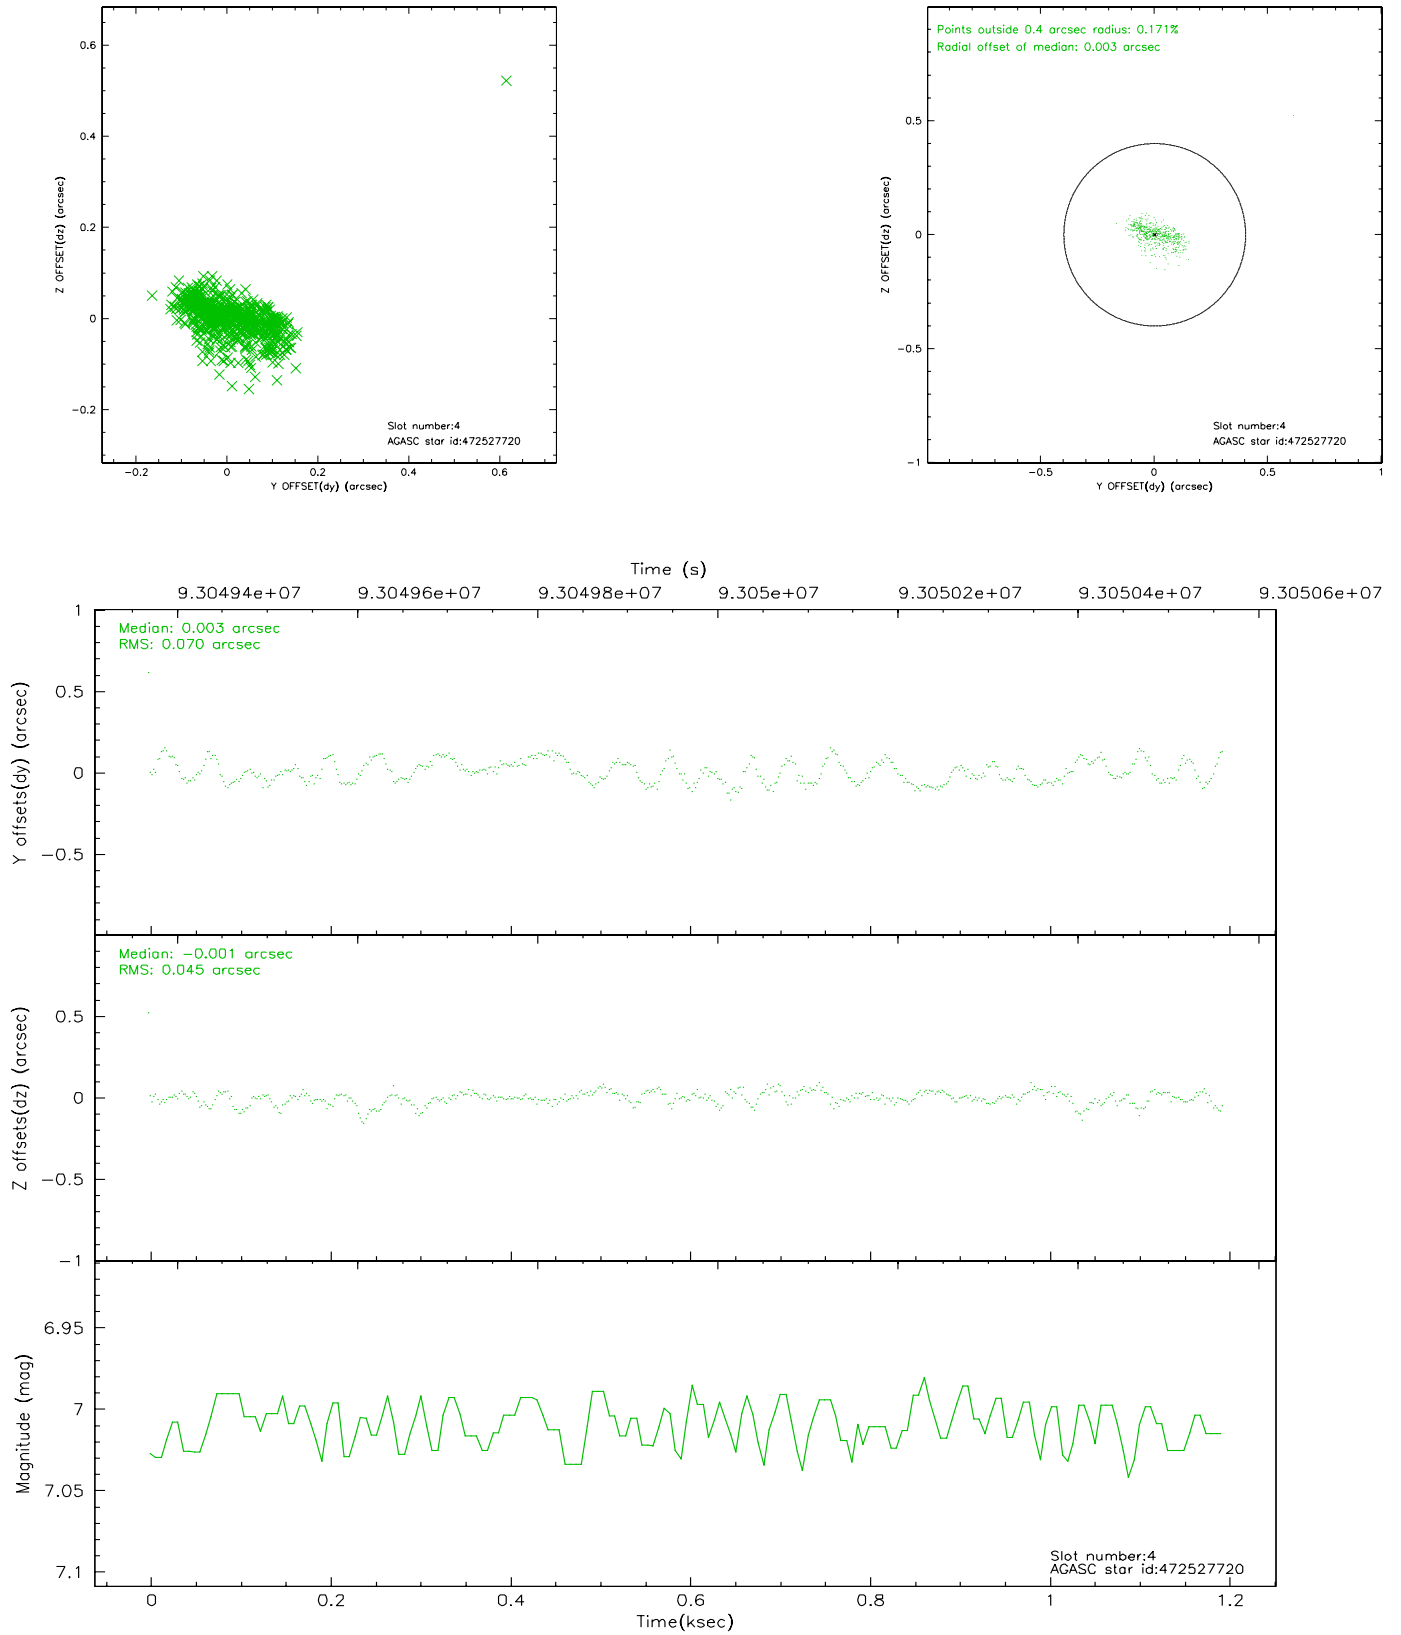 0.6
0.4
0.2
0
−0.2
Z OFFSET(dz) (arcsec)
Slot number:4
AGASC star id:472527720
−0.2 0 0.2 0.4 0.6
Y OFFSET(dy) (arcsec)
Points outside 0.4 arcsec radius: 0.171%
Radial offset of median: 0.003 arcsec
0.5
0
−0.5
−1
Z OFFSET(dz) (arcsec)
Slot number:4
AGASC star id:472527720
−0.5 0 0.5 1
Y OFFSET(dy) (arcsec)
Time (s)
9.30494e+07 9.30496e+07 9.30498e+07 9.305e+07 9.30502e+07 9.30504e+07 9.30506e+07
Median: 0.003 arcsec
RMS: 0.070 arcsec
1
0.5
0
−0.5
Y offsets(dy) (arcsec)
Median: −0.001 arcsec
RMS: 0.045 arcsec
0.5
0
−0.5
−1
Z offsets(dz) (arcsec)
6.95
7
7.05
7.1
Magnitude (mag)
Slot number:4
AGASC star id:472527720
0 0.2 0.4 0.6 0.8 1 1.2
Time(ksec)